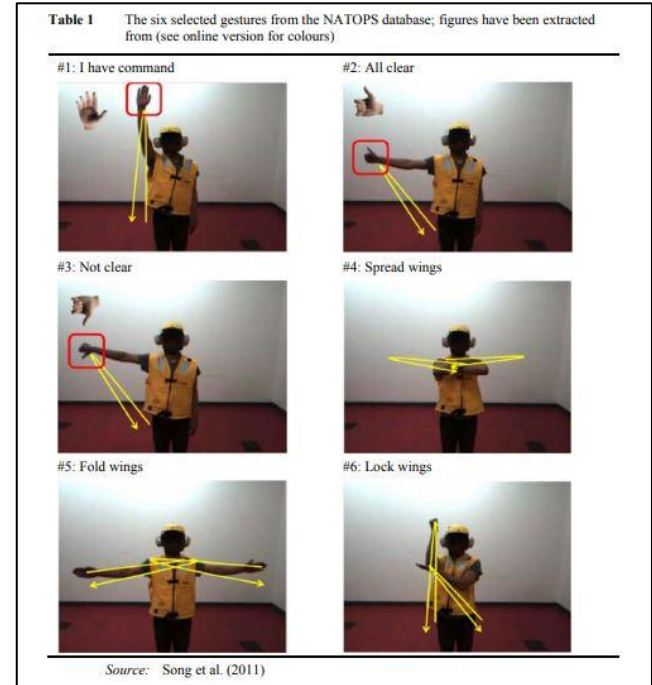 Table 1 The six selected gestures from the NATOPS database; figures have been extracted
from (see online version for colours)
#1: I have command
#2: All clear
#3: Not clear
#4: Spread wings
#5: Fold wings
#6: Lock wings
Source: Song et al. (2011)